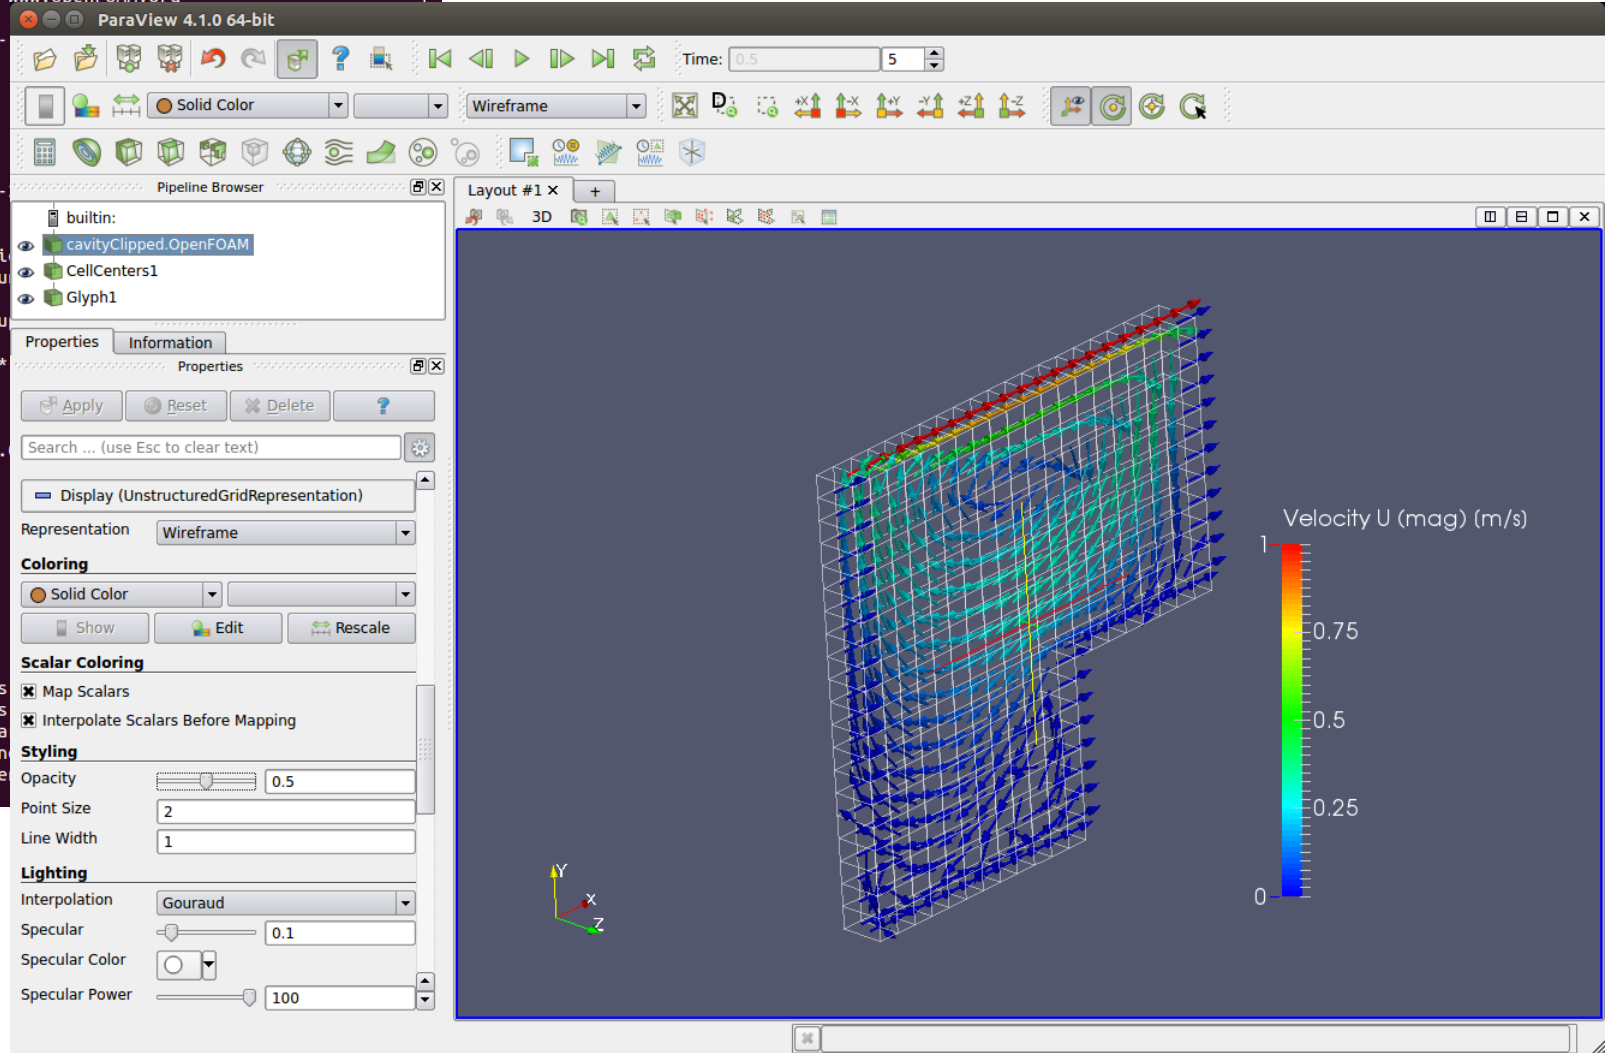 ParaView 4.1.0 64-bit
Time: 0.5 5
Solid Color Wireframe
D +X -X +Y -Y +Z -Z
Pipeline Browser
builtin:
cavityClipped.OpenFOAM
CellCenters1
Glyph1
Properties Information
Properties
Apply Reset Delete ?
Search ... (use Esc to clear text)
Display (UnstructuredGridRepresentation)
Representation Wireframe
Coloring
Solid Color
Show Edit Rescale
Scalar Coloring
Map Scalars
Interpolate Scalars Before Mapping
Styling
Opacity 0.5
Point Size 2
Line Width 1
Lighting
Interpolation Gouraud
Specular 0.1
Specular Color
Specular Power 100
Layout #1 +
3D
Velocity U (mag) (m/s)
1
0.75
0.5
0.25
0
Y
X
Z